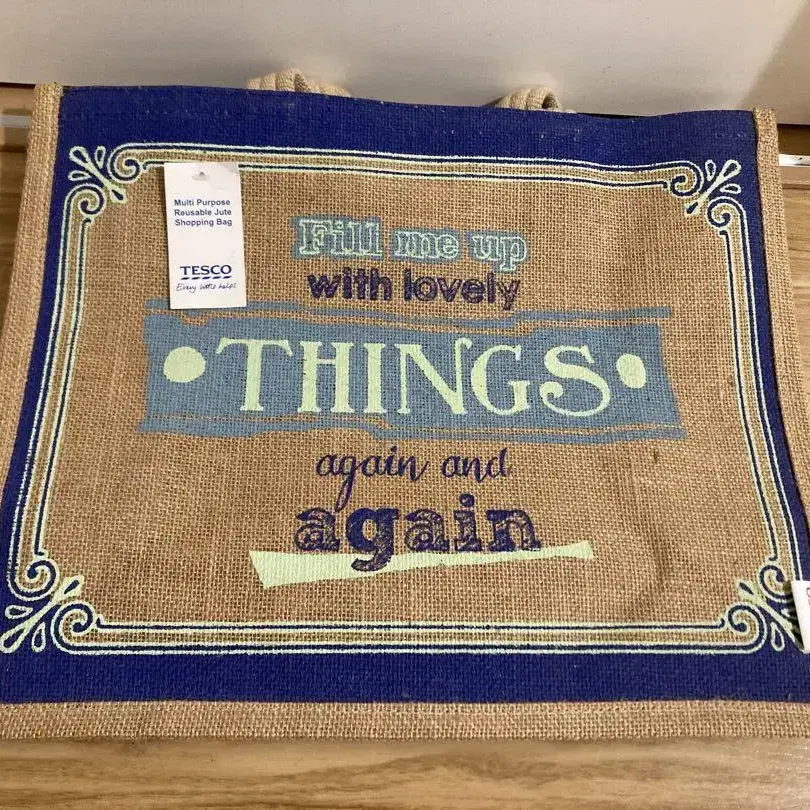 Multi Purpose
Reusable Jute
Shopping Bag
TESCO
Every little helps
Fill me up
with lovely
THINGS
again and
again